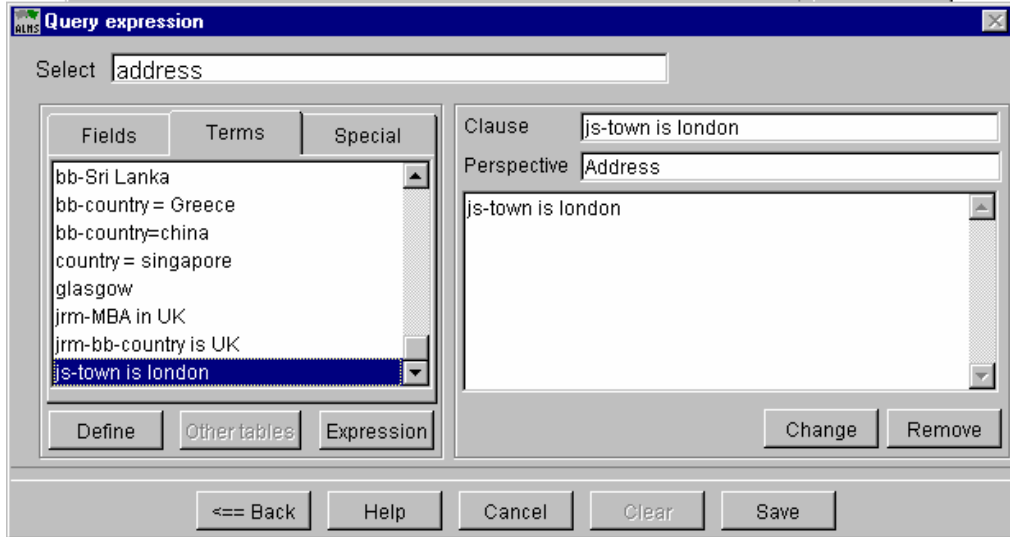 ALMS Query expression
Select address
Fields Terms Special
bb-Sri Lanka
bb-country = Greece
bb-country=china
country = singapore
glasgow
jrm-MBA in UK
jrm-bb-country is UK
js-town is london
Define Other tables Expression
Clause js-town is london
Perspective Address
js-town is london
Change Remove
<== Back Help Cancel Clear Save